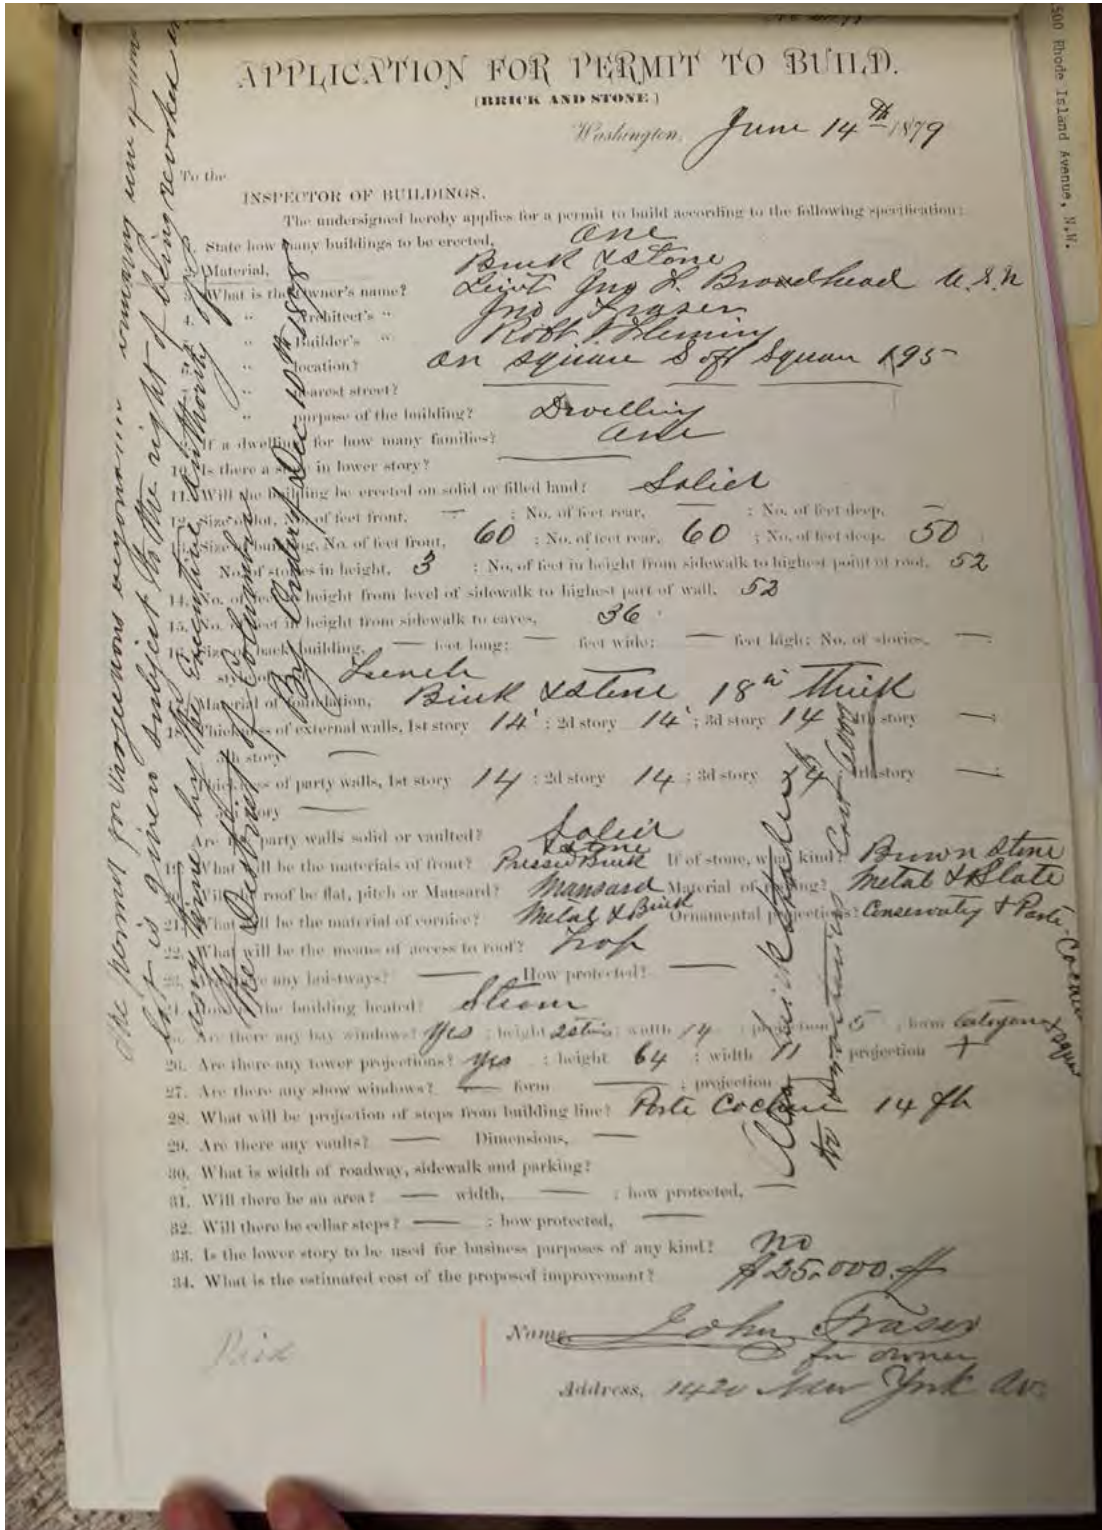 APPLICATION FOR PERMIT TO BUILD.
(BRICK AND STONE)
Washington, June 14th 1879
To the
INSPECTOR OF BUILDINGS.
The undersigned hereby applies for a permit to build according to the following specification:
State how many buildings to be erected, One
Material, Brick & Stone
What is the Owner's name? Lieut Jno L. Broadhead U.S.N
4. " Architect's " Jno Fraser
" Builder's " Robt I. Fleming
" location? On square S of Square 195
" nearest street?
" purpose of the building? Dwelling
If a dwelling for how many families? One
10. Is there a store in lower story?
11. Will the building be erected on solid or filled land? Solid
12. Size of lot, No. of feet front, — ; No. of feet rear, — ; No. of feet deep, —
Size of building, No. of feet front, 60 ; No. of feet rear, 60 ; No. of feet deep, 50
No. of stories in height, 3 ; No. of feet in height from sidewalk to highest point of roof, 52
14. No. of feet in height from level of sidewalk to highest part of wall, 52
15. No. of feet in height from sidewalk to eaves, 36
Size of back building, — feet long; — feet wide; — feet high; No. of stories, —
French
Material of foundation, Brick & Stone 18in thick
Thickness of external walls, 1st story 14 ; 2d story 14 ; 3d story 14 4th story —
5th story —
Thickness of party walls, 1st story 14 ; 2d story 14 ; 3d story 14 4th story —
story —
Are the party walls solid or vaulted? Solid
What will be the materials of front? Pressed Brick & stone If of stone, what kind? Brown Stone
Will the roof be flat, pitch or Mansard? Mansard Material of roofing? Metal & Slate
21. What will be the material of cornice? Metal & Brick Ornamental projections? Conservatory & Porte-Cochere
22. What will be the means of access to roof? Trap
23. Are there any hoistways? — How protected? —
the building heated? Steam
Are there any bay windows? Yes ; height ; width 14 ; projection 5 ; form
26. Are there any tower projections? Yes ; height 64 ; width 11 projection
27. Are there any show windows? — form — ; projection
28. What will be projection of steps from building line? Porte Cochere 14 ft
29. Are there any vaults? — Dimensions, —
30. What is width of roadway, sidewalk and parking?
31. Will there be an area? — width, — ; how protected, —
32. Will there be cellar steps? — ; how protected, —
33. Is the lower story to be used for business purposes of any kind? no
34. What is the estimated cost of the proposed improvement? $25.000.
Name, John Fraser
for owner
Address, 1420 New York Av.
Paid
500 Rhode Island Avenue, N.W.
The permit for projections beyond
is given subject to the right of being revoked
any time by the Executive authority of
the District of Columbia
By Order of